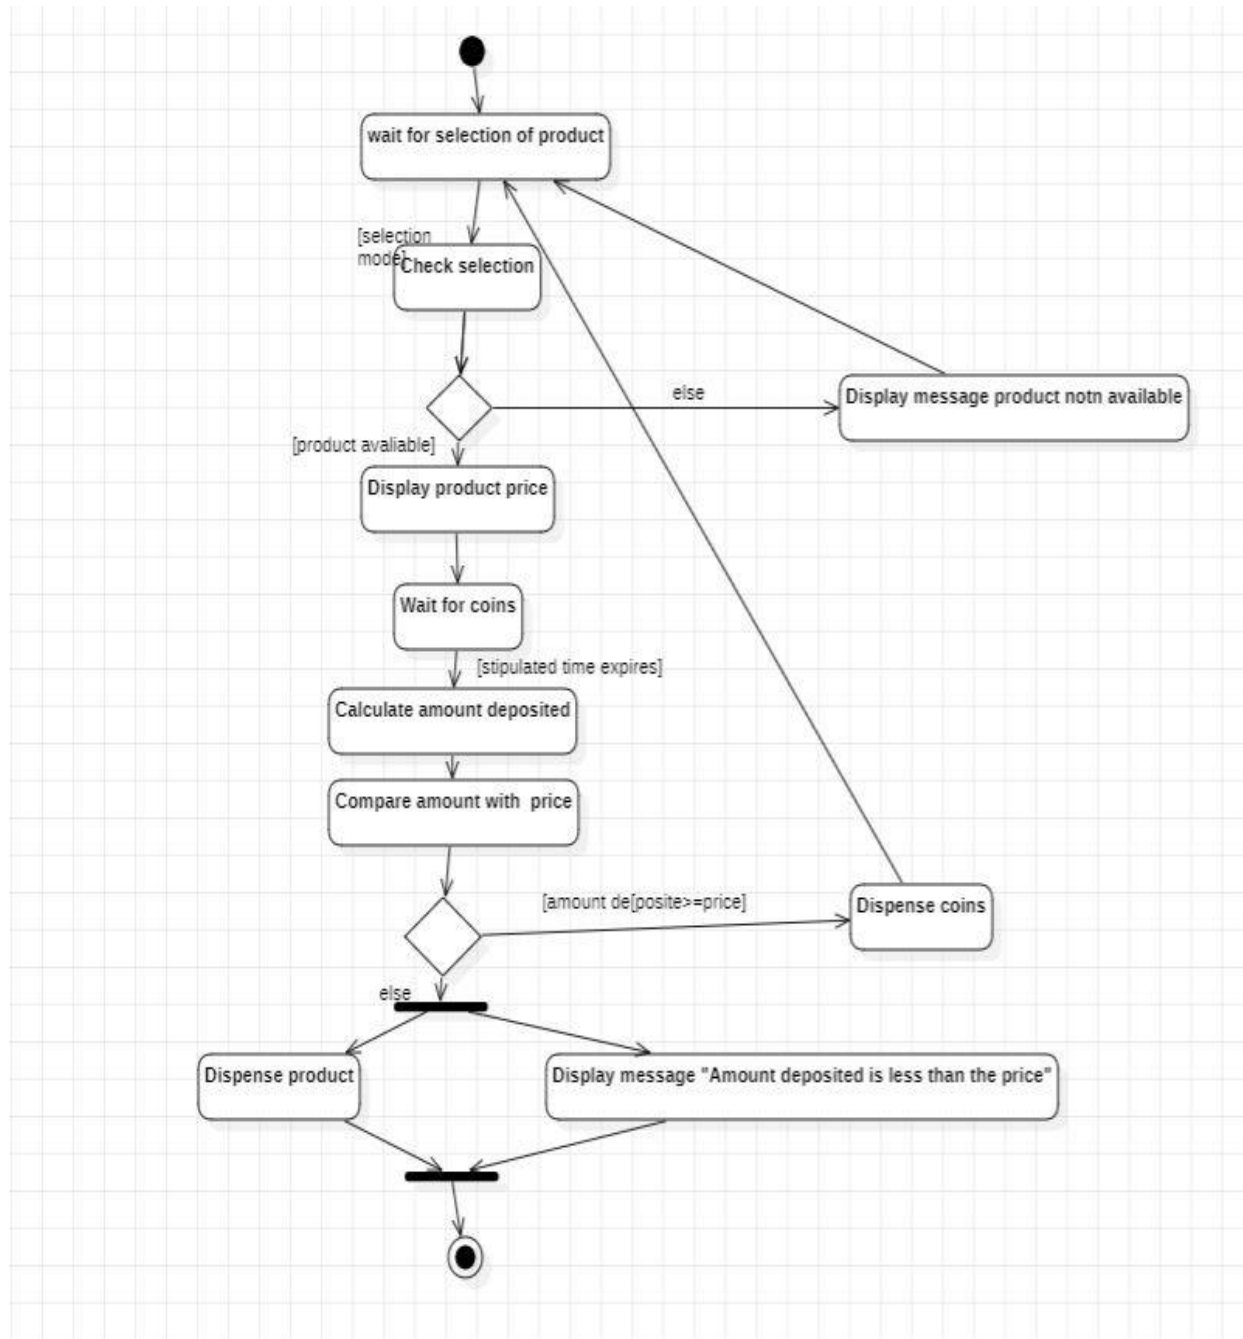 wait for selection of product
[selection
mode]
Check selection
else
Display message product notn available
[product avaliable]
Display product price
Wait for coins
[stipulated time expires]
Calculate amount deposited
Compare amount with  price
[amount de[posite>=price]
Dispense coins
else
Dispense product
Display message "Amount deposited is less than the price"